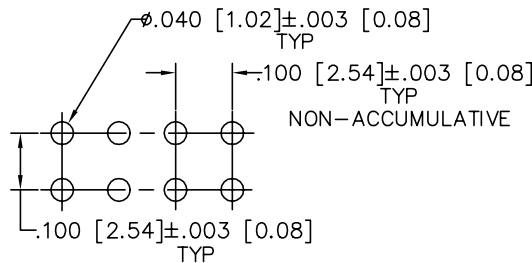 ø.040 [1.02]±.003 [0.08]
TYP
.100 [2.54]±.003 [0.08]
TYP
NON-ACCUMULATIVE
.100 [2.54]±.003 [0.08]
TYP